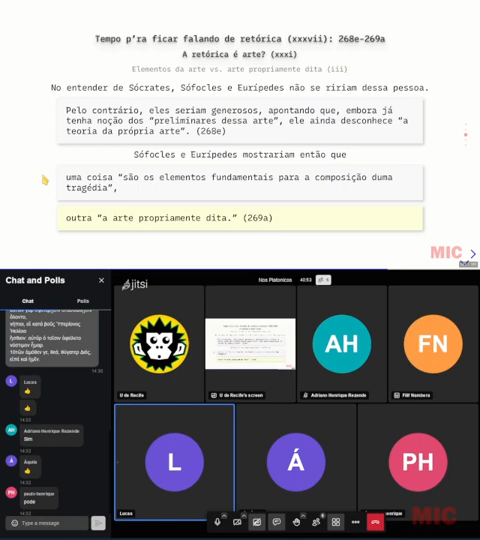 Tempo p’ra ficar falando de retórica (xxxvii): 268e-269a
A retórica é arte? (xxxi)
Elementos da arte vs. arte propriamente dita (iii)
No entender de Sócrates, Sófocles e Eurípedes não se ririam dessa pessoa.
Pelo contrário, eles seriam generosos, apontando que, embora já
tenha noção dos “preliminares dessa arte”, ele ainda desconhece “a
teoria da própria arte”. (268e)
Sófocles e Eurípedes mostrariam então que
uma coisa “são os elementos fundamentais para a composição duma
tragédia”,
outra “a arte propriamente dita.” (269a)
MIC
Chat and Polls
Chat
Polls
Lucas
Adriano Henrique Rezende
Sim
Áquila
paulo henrique
pode
Type a message
jitsi
Nos Platonicos
U de Recife
U de Recife's screen
AH
Adriano Henrique Rezende
FN
FiliF Numbera
L
Lucas
Á
PH
MIC